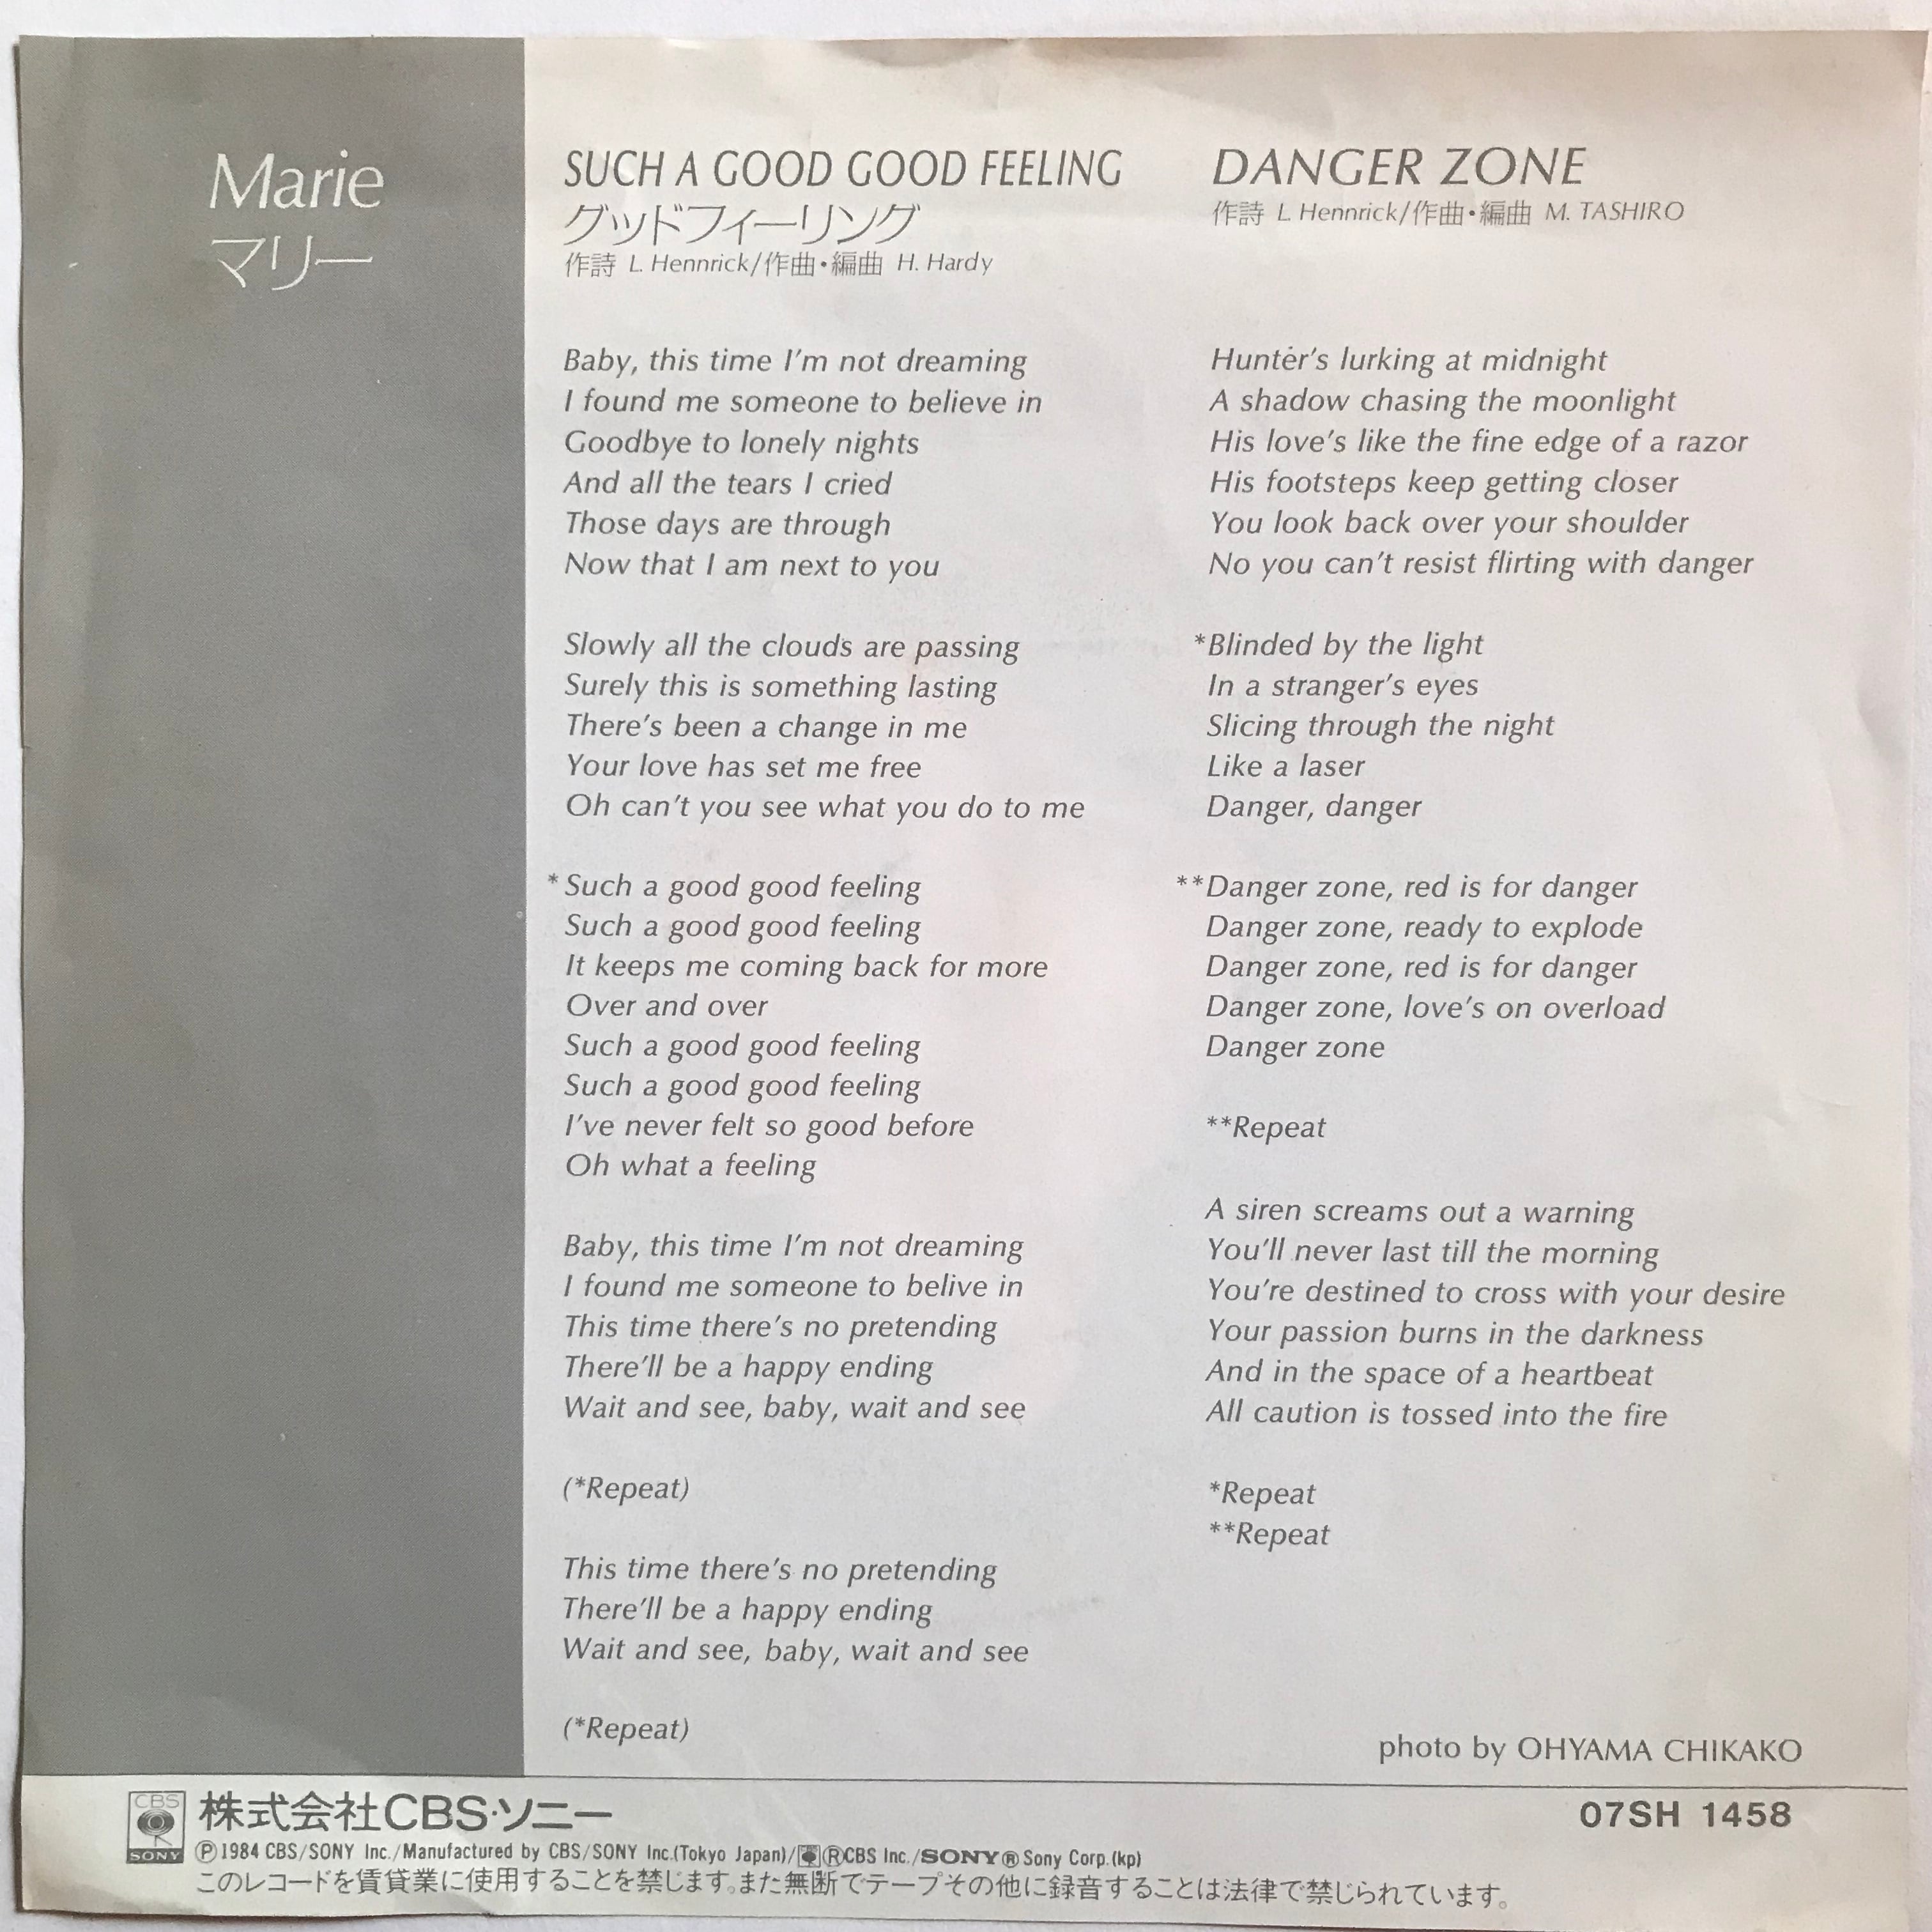 Marie
マリー
SUCH A GOOD GOOD FEELING
グッドフィーリング
作詩 L. Hennrick/作曲・編曲 H. Hardy
Baby, this time I'm not dreaming
I found me someone to believe in
Goodbye to lonely nights
And all the tears I cried
Those days are through
Now that I am next to you
Slowly all the clouds are passing
Surely this is something lasting
There's been a change in me
Your love has set me free
Oh can't you see what you do to me
*Such a good good feeling
Such a good good feeling
It keeps me coming back for more
Over and over
Such a good good feeling
Such a good good feeling
I've never felt so good before
Oh what a feeling
Baby, this time I'm not dreaming
I found me someone to belive in
This time there's no pretending
There'll be a happy ending
Wait and see, baby, wait and see
(*Repeat)
This time there's no pretending
There'll be a happy ending
Wait and see, baby, wait and see
(*Repeat)
DANGER ZONE
作詩 L. Hennrick/作曲・編曲 M. TASHIRO
Hunter's lurking at midnight
A shadow chasing the moonlight
His love's like the fine edge of a razor
His footsteps keep getting closer
You look back over your shoulder
No you can't resist flirting with danger
*Blinded by the light
In a stranger's eyes
Slicing through the night
Like a laser
Danger, danger
**Danger zone, red is for danger
Danger zone, ready to explode
Danger zone, red is for danger
Danger zone, love's on overload
Danger zone
**Repeat
A siren screams out a warning
You'll never last till the morning
You're destined to cross with your desire
Your passion burns in the darkness
And in the space of a heartbeat
All caution is tossed into the fire
*Repeat
**Repeat
photo by OHYAMA CHIKAKO
CBS
SONY
株式会社CBS・ソニー
07SH 1458
Ⓟ1984 CBS/SONY Inc./Manufactured by CBS/SONY Inc.(Tokyo Japan)/ⓇCBS Inc./SONYⓇSony Corp.(kp)
このレコードを賃貸業に使用することを禁じます。また無断でテープその他に録音することは法律で禁じられています。